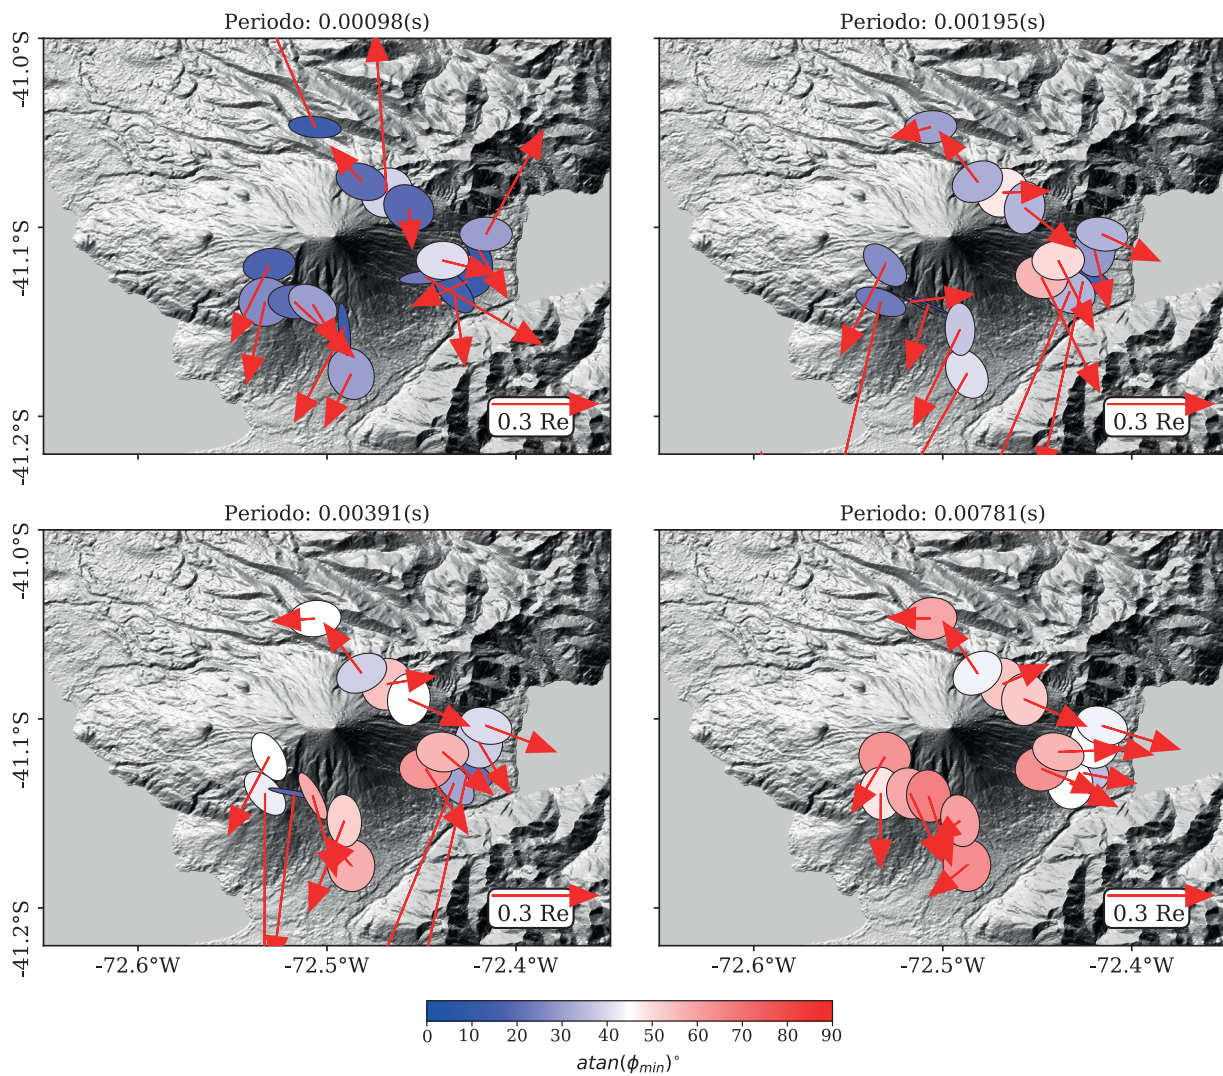 Periodo: 0.00098(s)
Periodo: 0.00195(s)
-41.0°S
-41.1°S
-41.2°S
0.3 Re
0.3 Re
Periodo: 0.00391(s)
Periodo: 0.00781(s)
-41.0°S
-41.1°S
-41.2°S
0.3 Re
0.3 Re
-72.6°W -72.5°W -72.4°W
-72.6°W -72.5°W -72.4°W
0 10 20 30 40 50 60 70 80 90
atan(ϕmin)°